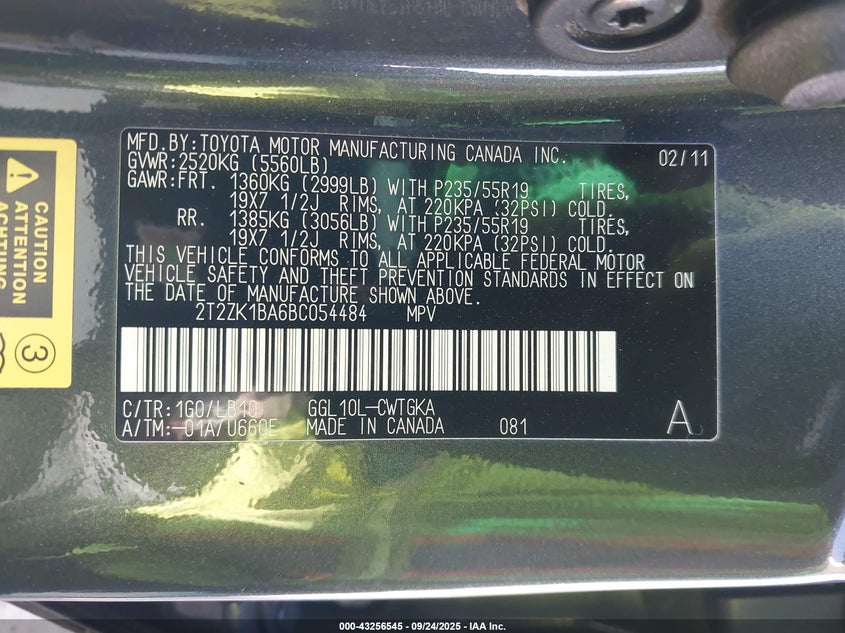 MFD.BY:TOYOTA MOTOR MANUFACTURING CANADA INC. 02/11
GVWR:2520KG (5560LB)
GAWR:FRT. 1360KG (2999LB) WITH P235/55R19 TIRES,
19X7 1/2J RIMS, AT 220KPA (32PSI) COLD.
RR. 1385KG (3056LB) WITH P235/55R19 TIRES,
19X7 1/2J RIMS, AT 220KPA (32PSI) COLD.
THIS VEHICLE CONFORMS TO ALL APPLICABLE FEDERAL MOTOR
VEHICLE SAFETY AND THEFT PREVENTION STANDARDS IN EFFECT ON
THE DATE OF MANUFACTURE SHOWN ABOVE.
2T2ZK1BA6BC054484 MPV
C/TR:1G0/LB10 GGL10L-CWTGKA
A/TM:-01A/U660E MADE IN CANADA 081 A
CAUTION
ATTENTION
ACHTUNG
3
000-43256545 - 09/24/2025 - IAA Inc.